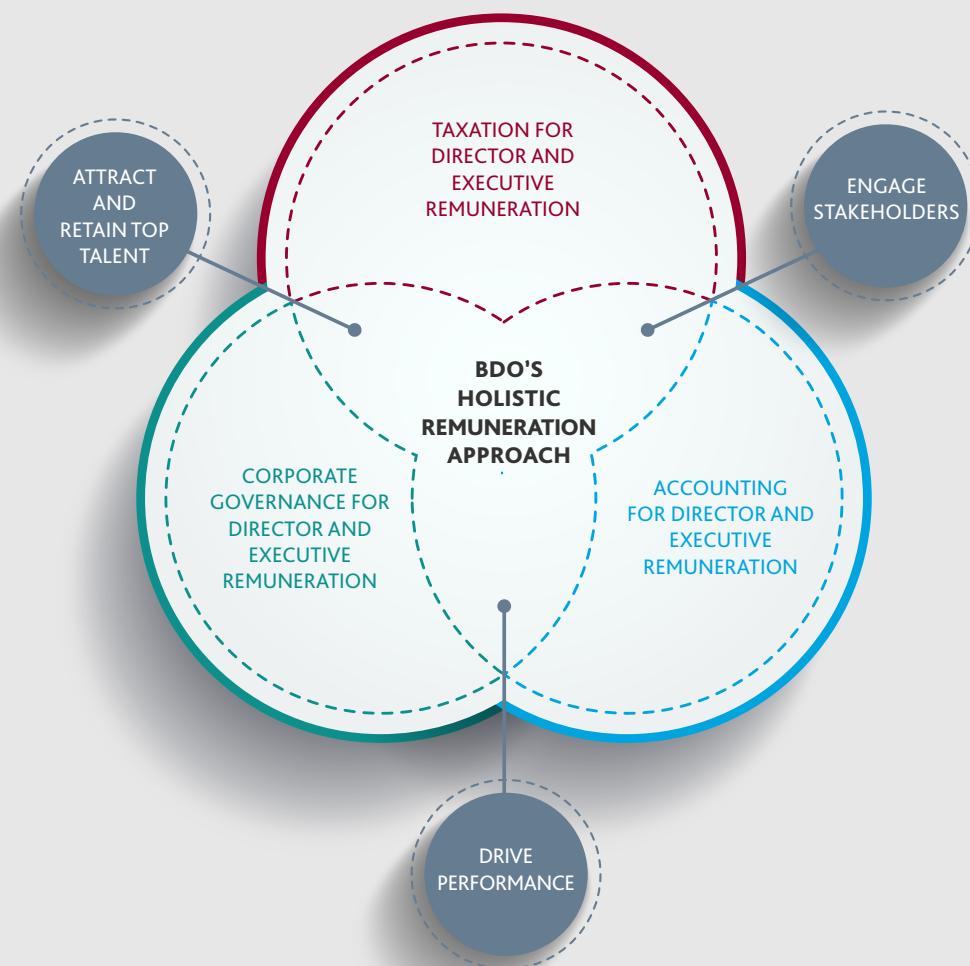 TAXATION FOR
DIRECTOR AND
EXECUTIVE
REMUNERATION
ATTRACT
AND
RETAIN TOP
TALENT
ENGAGE
STAKEHOLDERS
BDO'S
HOLISTIC
REMUNERATION
APPROACH
CORPORATE
GOVERNANCE FOR
DIRECTOR AND
EXECUTIVE
REMUNERATION
ACCOUNTING
FOR DIRECTOR AND
EXECUTIVE
REMUNERATION
DRIVE
PERFORMANCE